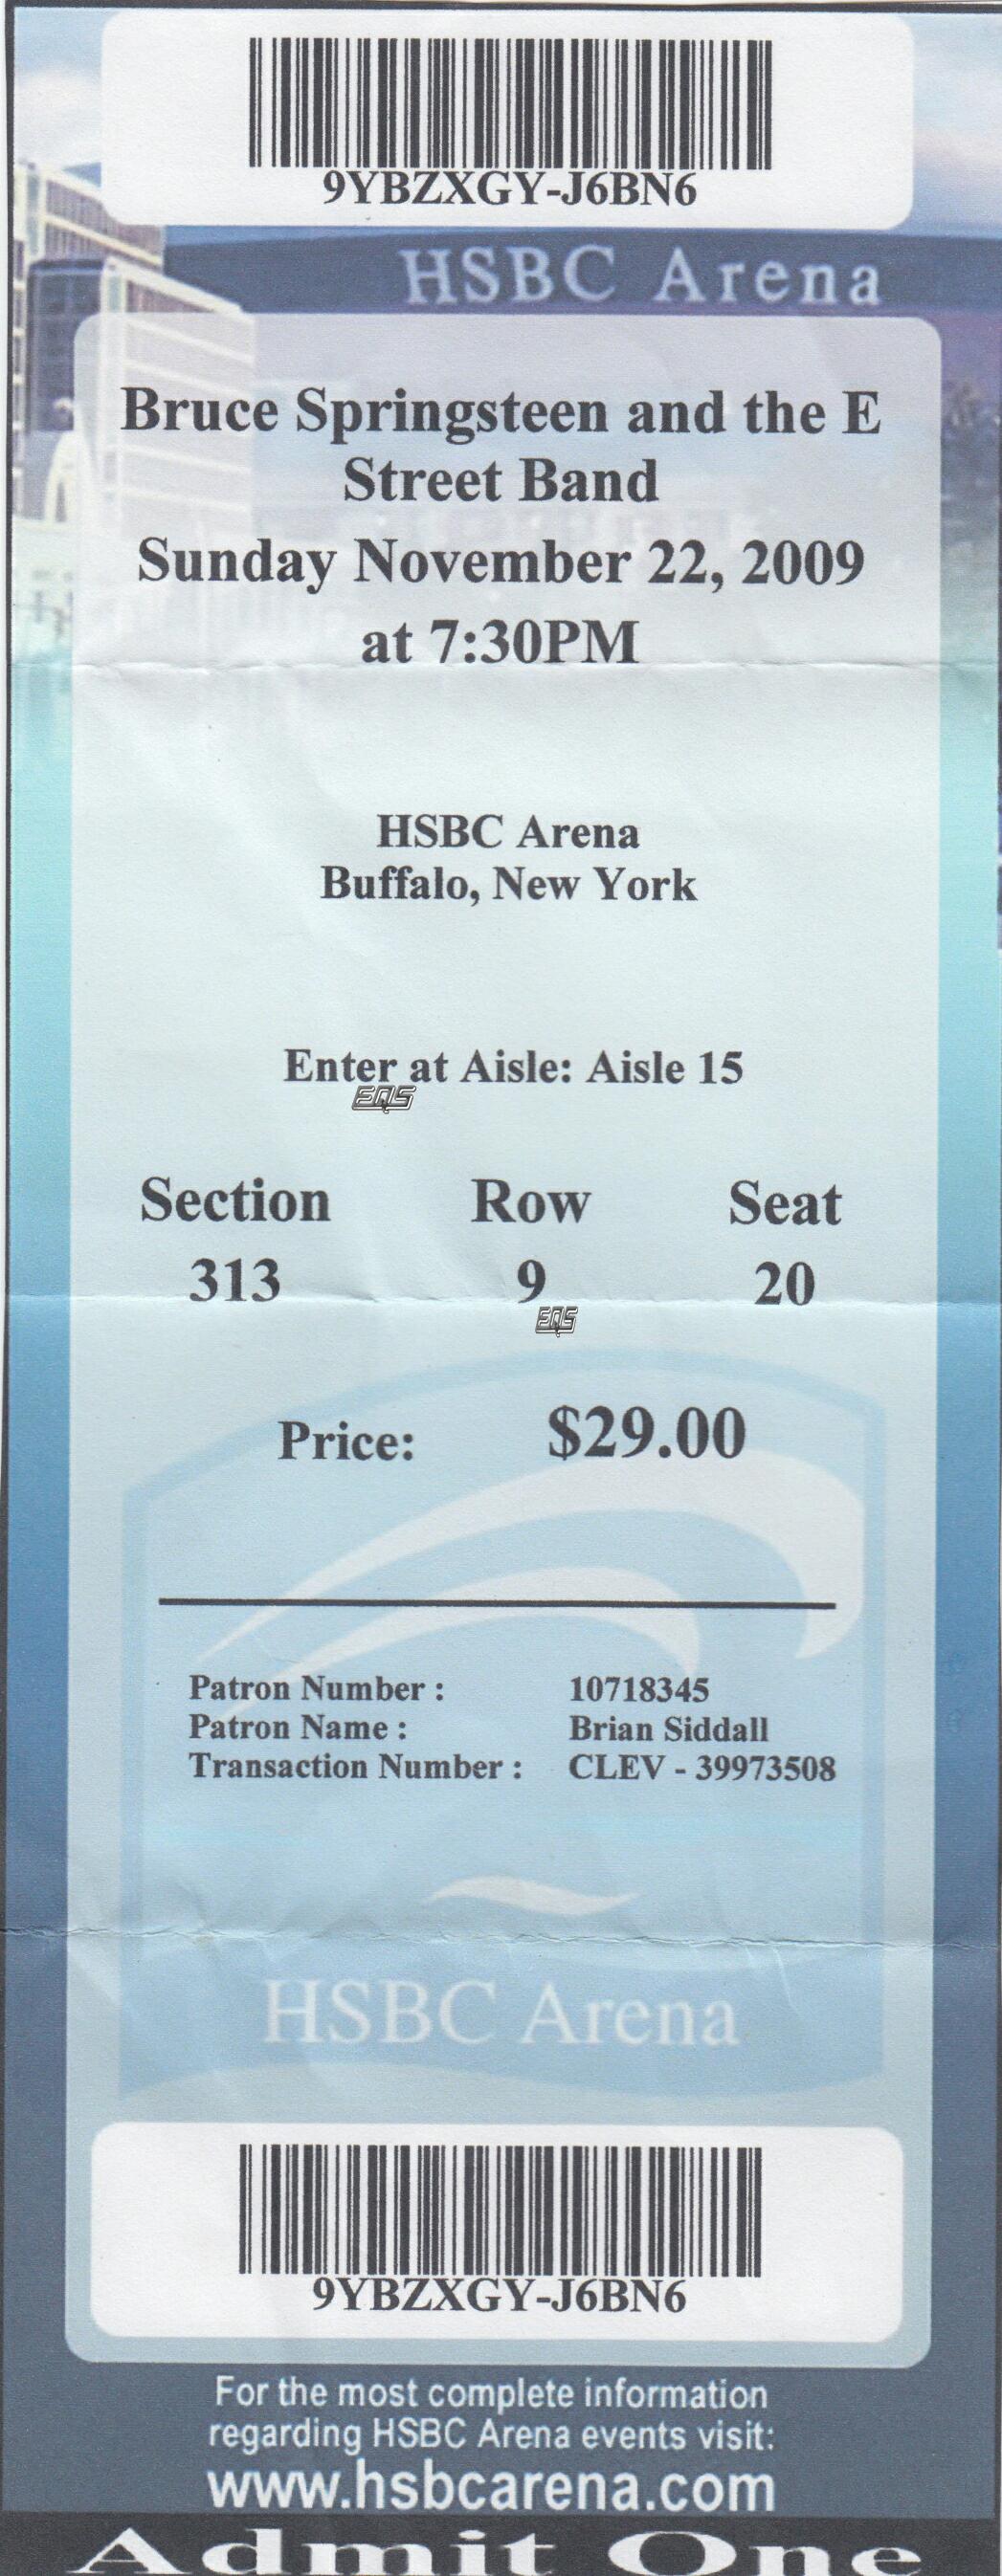 9YBZXGY-J6BN6
HSBC Arena
Bruce Springsteen and the E
Street Band
Sunday November 22, 2009
at 7:30PM
HSBC Arena
Buffalo, New York
Enter at Aisle: Aisle 15
EQS
Section Row Seat
313 9 20
EQS
Price: $29.00
Patron Number : 10718345
Patron Name : Brian Siddall
Transaction Number : CLEV - 39973508
HSBC Arena
9YBZXGY-J6BN6
For the most complete information
regarding HSBC Arena events visit:
www.hsbcarena.com
Admit One